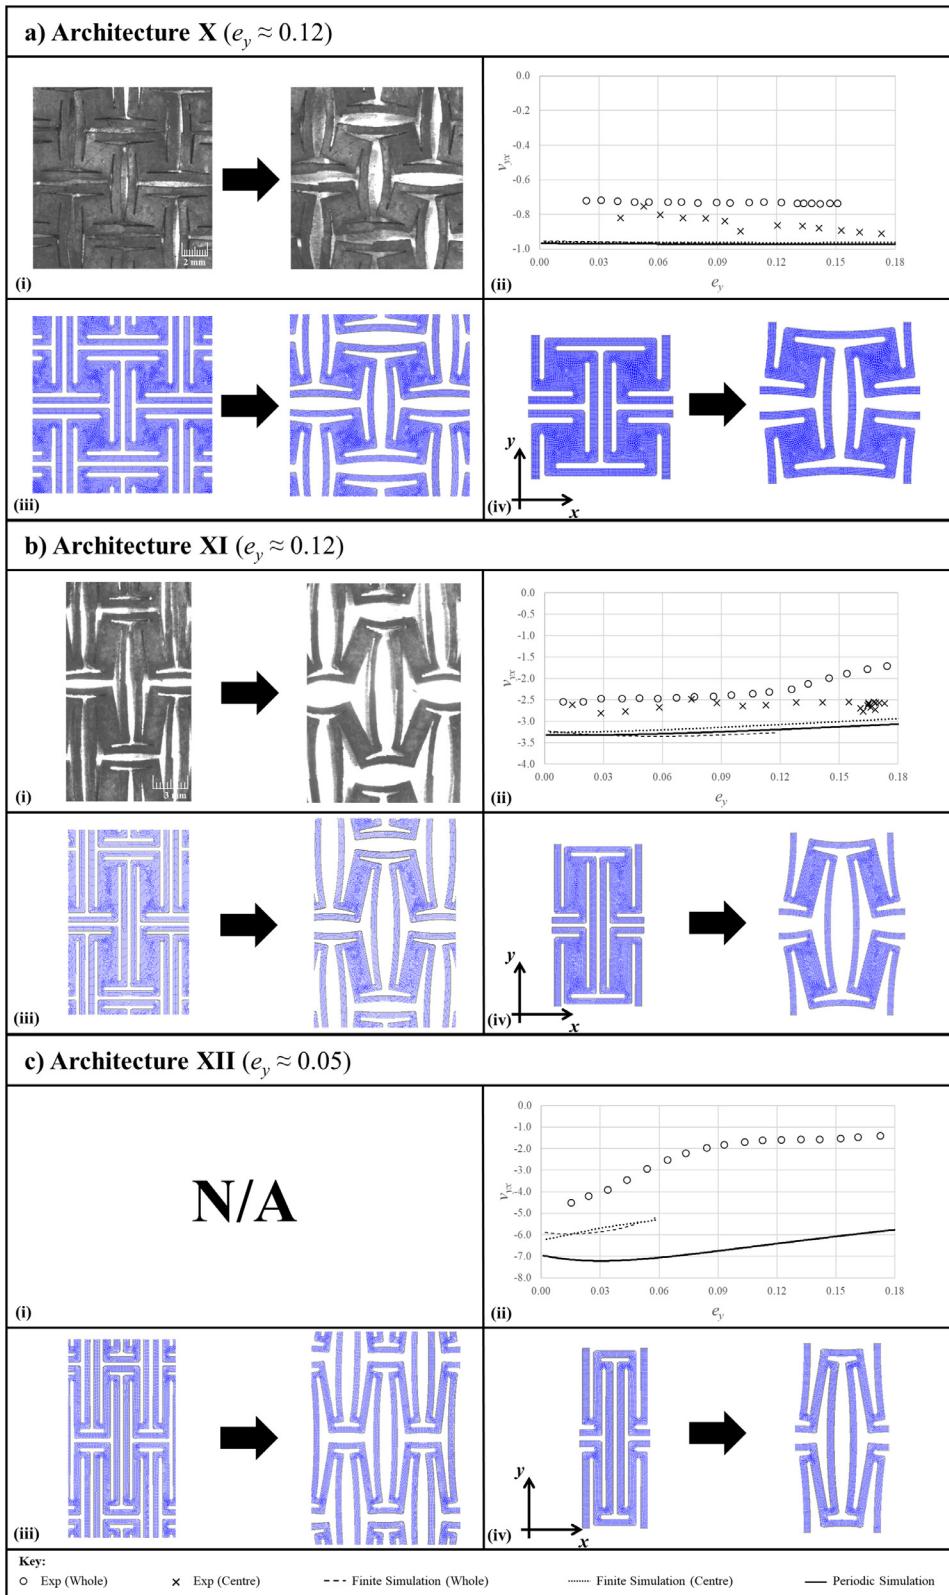 a) Architecture X (e_y ≈ 0.12)
2 mm
(i)
0.0
-0.2
-0.4
-0.6
-0.8
-1.0
ν_yx
0.00 0.03 0.06 0.09 0.12 0.15 0.18
e_y
(ii)
(iii)
y
x
(iv)
b) Architecture XI (e_y ≈ 0.12)
3 mm
(i)
0.0
-0.5
-1.0
-1.5
-2.0
-2.5
-3.0
-3.5
-4.0
ν_yx
0.00 0.03 0.06 0.09 0.12 0.15 0.18
e_y
(ii)
(iii)
y
x
(iv)
c) Architecture XII (e_y ≈ 0.05)
N/A
(i)
0.0
-1.0
-2.0
-3.0
-4.0
-5.0
-6.0
-7.0
-8.0
ν_yx
0.00 0.03 0.06 0.09 0.12 0.15 0.18
e_y
(ii)
(iii)
y
x
(iv)
Key:
Exp (Whole) Exp (Centre) Finite Simulation (Whole) Finite Simulation (Centre) Periodic Simulation